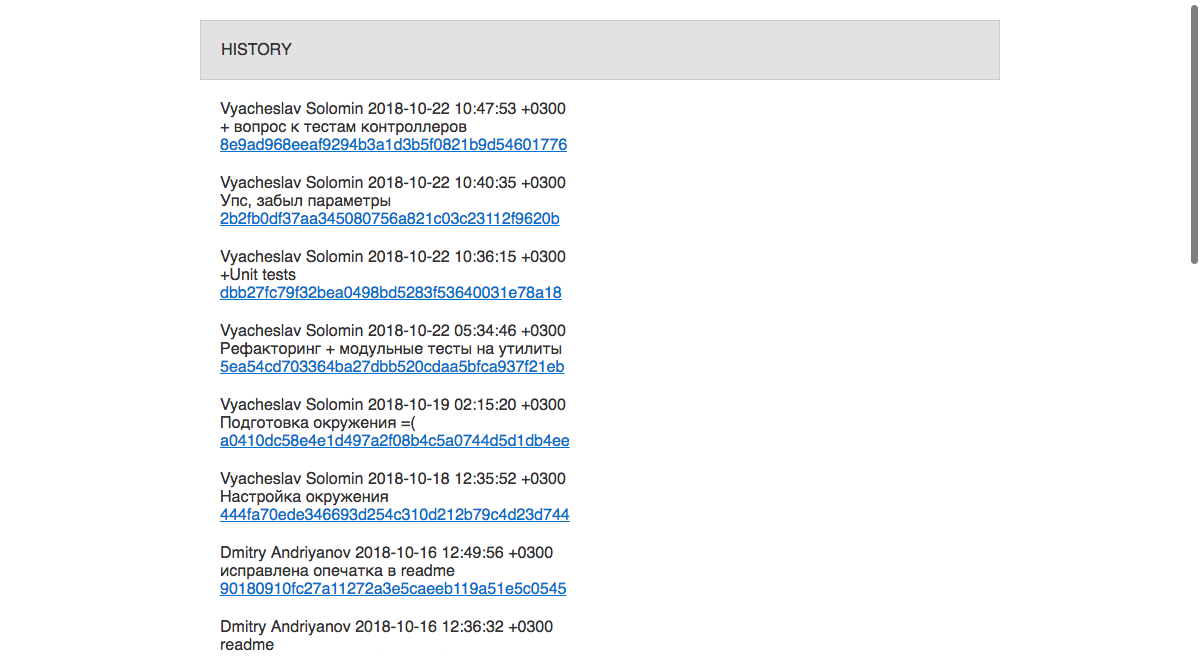 HISTORY
Vyacheslav Solomin 2018-10-22 10:47:53 +0300
+ вопрос к тестам контроллеров
8e9ad968eeaf9294b3a1d3b5f0821b9d54601776
Vyacheslav Solomin 2018-10-22 10:40:35 +0300
Упс, забыл параметры
2b2fb0df37aa345080756a821c03c23112f9620b
Vyacheslav Solomin 2018-10-22 10:36:15 +0300
+Unit tests
dbb27fc79f32bea0498bd5283f53640031e78a18
Vyacheslav Solomin 2018-10-22 05:34:46 +0300
Рефакторинг + модульные тесты на утилиты
5ea54cd703364ba27dbb520cdaa5bfca937f21eb
Vyacheslav Solomin 2018-10-19 02:15:20 +0300
Подготовка окружения =(
a0410dc58e4e1d497a2f08b4c5a0744d5d1db4ee
Vyacheslav Solomin 2018-10-18 12:35:52 +0300
Настройка окружения
444fa70ede346693d254c310d212b79c4d23d744
Dmitry Andriyanov 2018-10-16 12:49:56 +0300
исправлена опечатка в readme
90180910fc27a11272a3e5caeeb119a51e5c0545
Dmitry Andriyanov 2018-10-16 12:36:32 +0300
readme